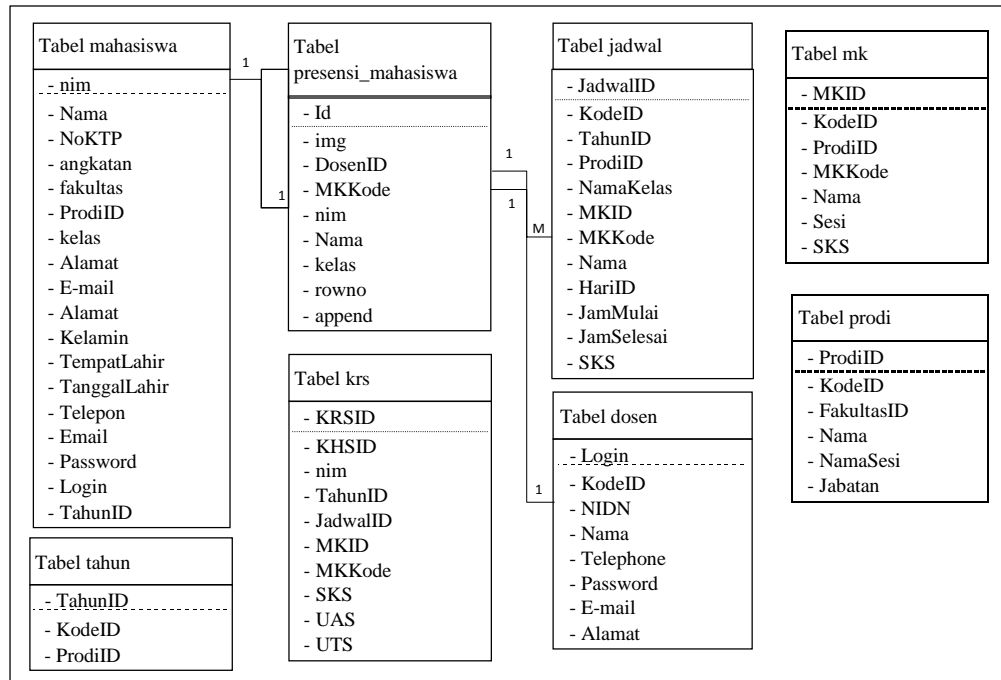 Tabel mahasiswa
- nim
- Nama
- NoKTP
- angkatan
- fakultas
- ProdiID
- kelas
- Alamat
- E-mail
- Alamat
- Kelamin
- TempatLahir
- TanggalLahir
- Telepon
- Email
- Password
- Login
- TahunID
Tabel tahun
- TahunID
- KodeID
- ProdiID
1
1
Tabel
presensi_mahasiswa
- Id
- img
- DosenID
- MKKode
- nim
- Nama
- kelas
- rowno
- append
Tabel krs
- KRSID
- KHSID
- nim
- TahunID
- JadwalID
- MKID
- MKKode
- SKS
- UAS
- UTS
1
1
M
1
Tabel jadwal
- JadwalID
- KodeID
- TahunID
- ProdiID
- NamaKelas
- MKID
- MKKode
- Nama
- HariID
- JamMulai
- JamSelesai
- SKS
Tabel dosen
- Login
- KodeID
- NIDN
- Nama
- Telephone
- Password
- E-mail
- Alamat
Tabel mk
- MKID
- KodeID
- ProdiID
- MKKode
- Nama
- Sesi
- SKS
Tabel prodi
- ProdiID
- KodeID
- FakultasID
- Nama
- NamaSesi
- Jabatan